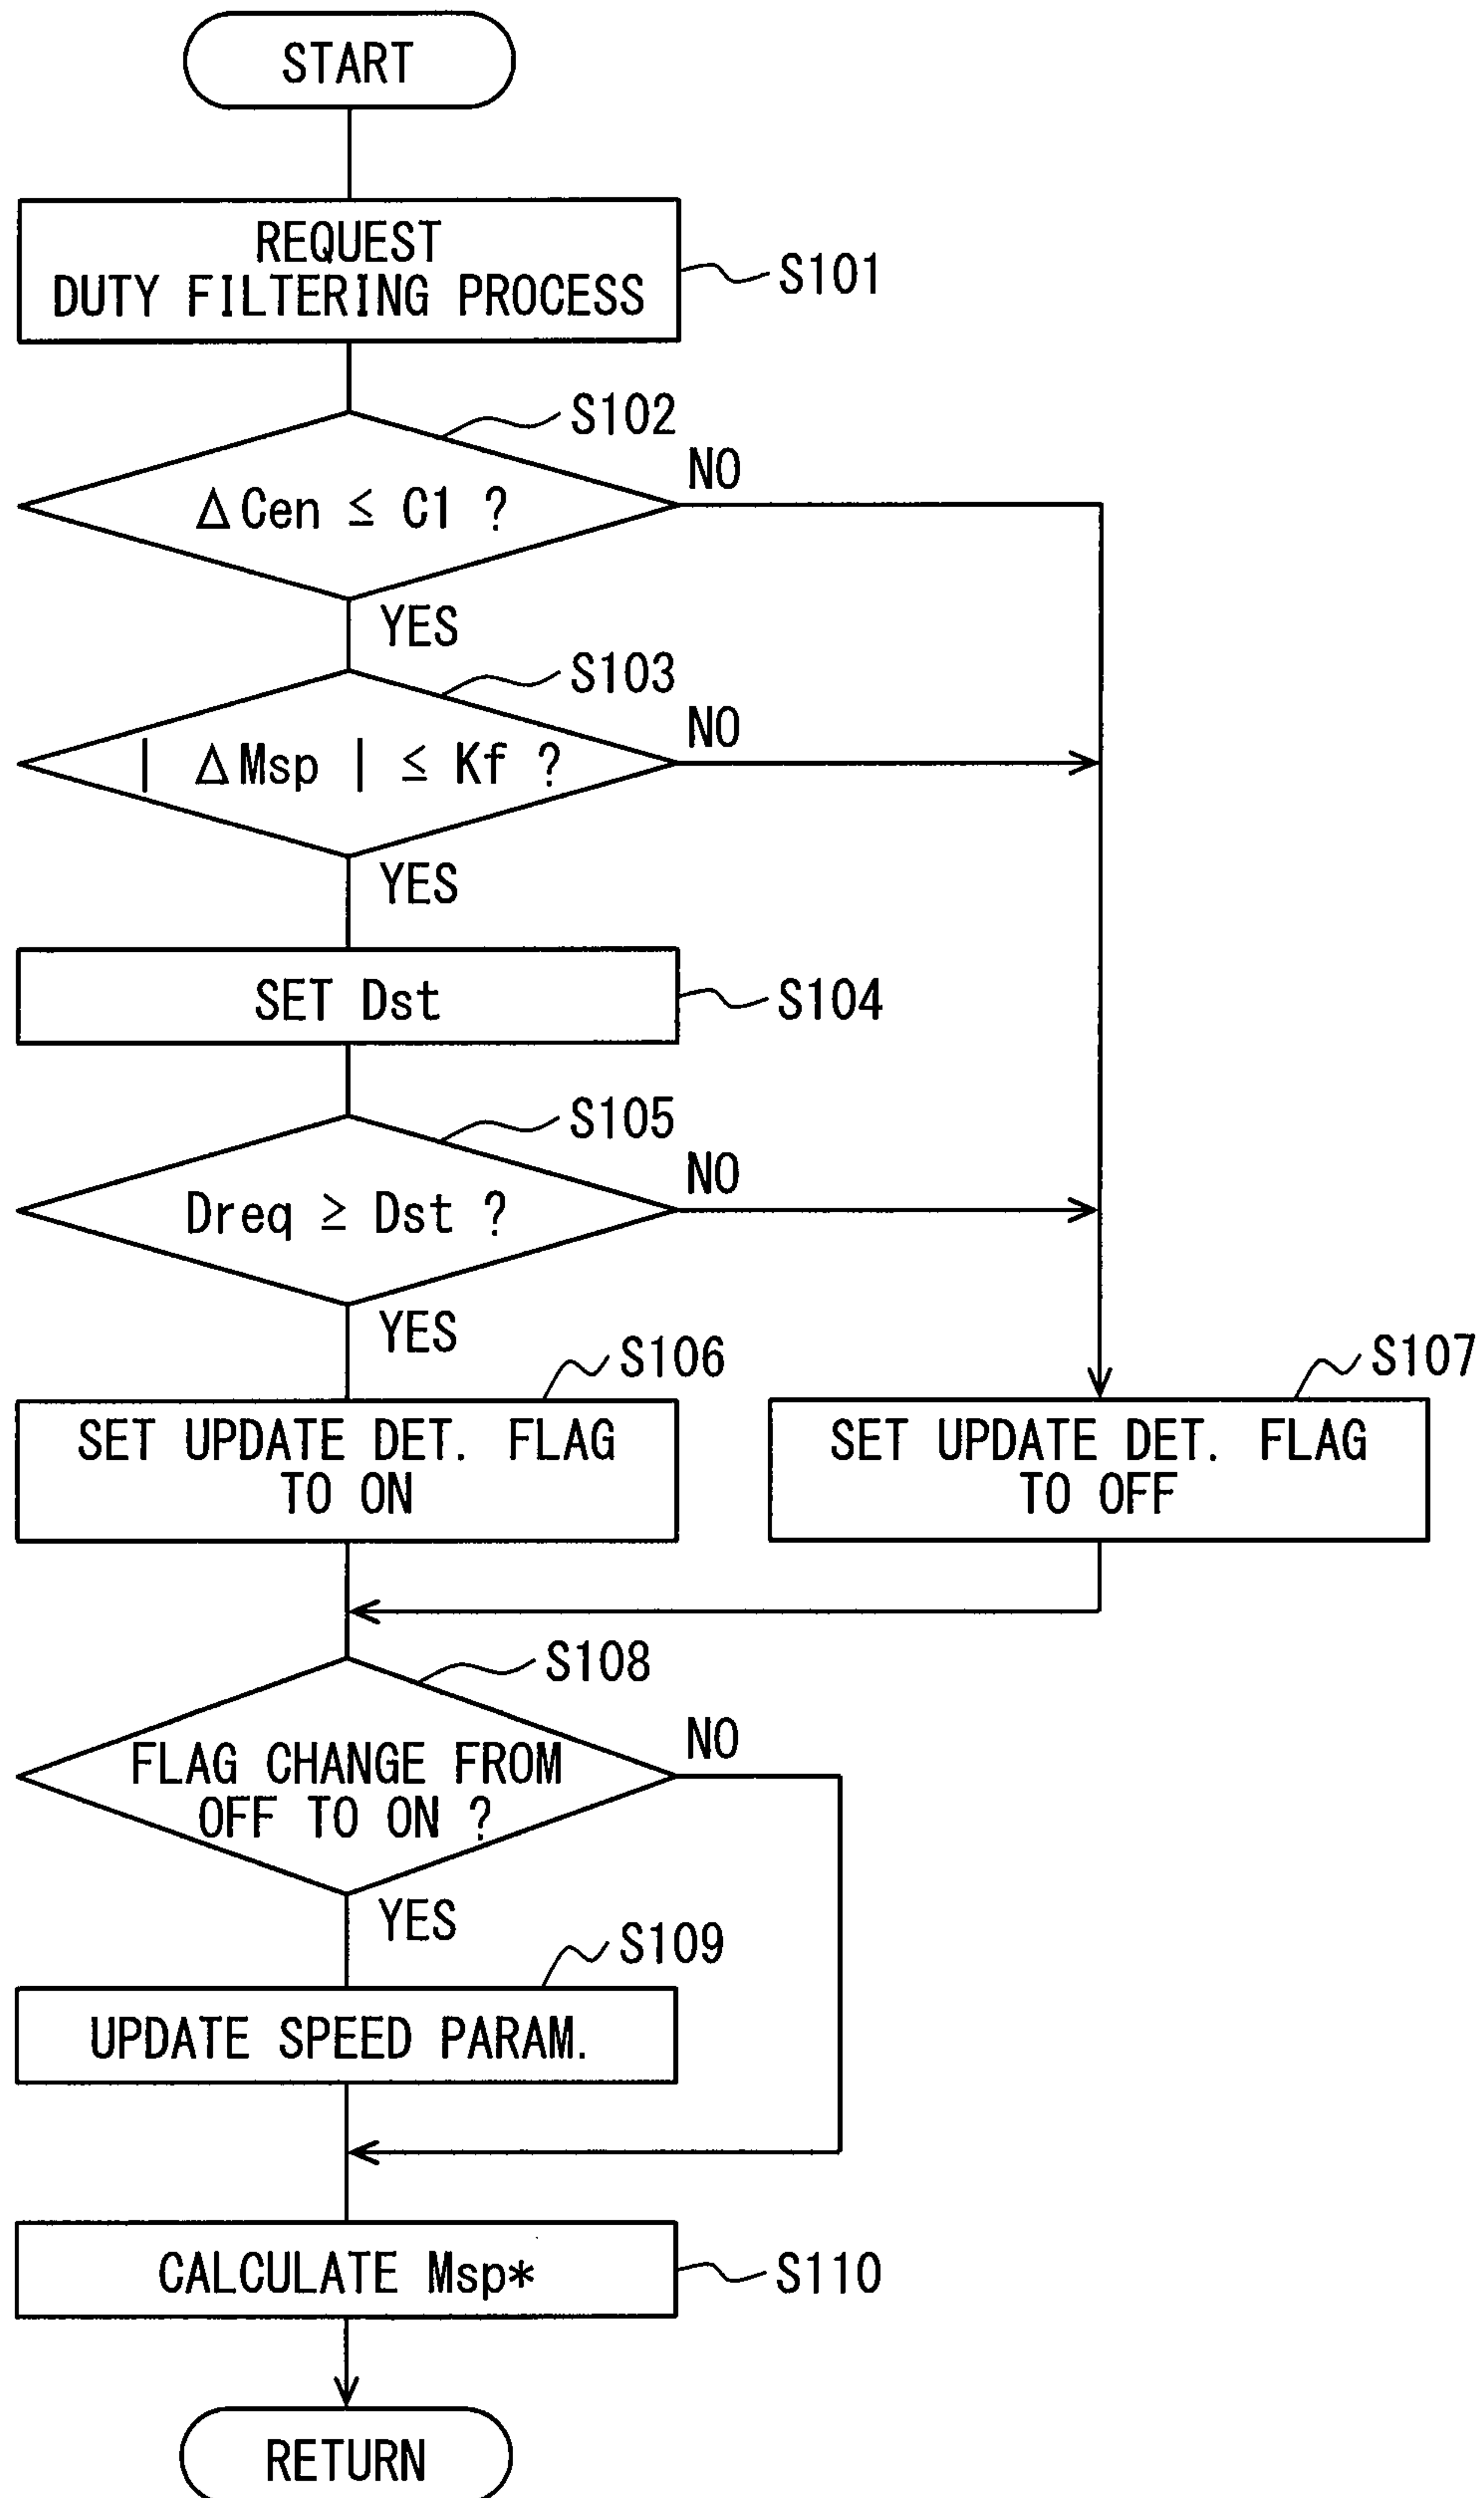 START
REQUEST
DUTY FILTERING PROCESS
S101
S102
ΔCen ≤ C1 ?
NO
YES
S103
| ΔMsp | ≤ Kf ?
NO
YES
SET Dst
S104
S105
Dreq ≥ Dst ?
NO
YES
S106
SET UPDATE DET. FLAG
TO ON
S107
SET UPDATE DET. FLAG
TO OFF
S108
FLAG CHANGE FROM
OFF TO ON ?
NO
YES
S109
UPDATE SPEED PARAM.
CALCULATE Msp*
S110
RETURN